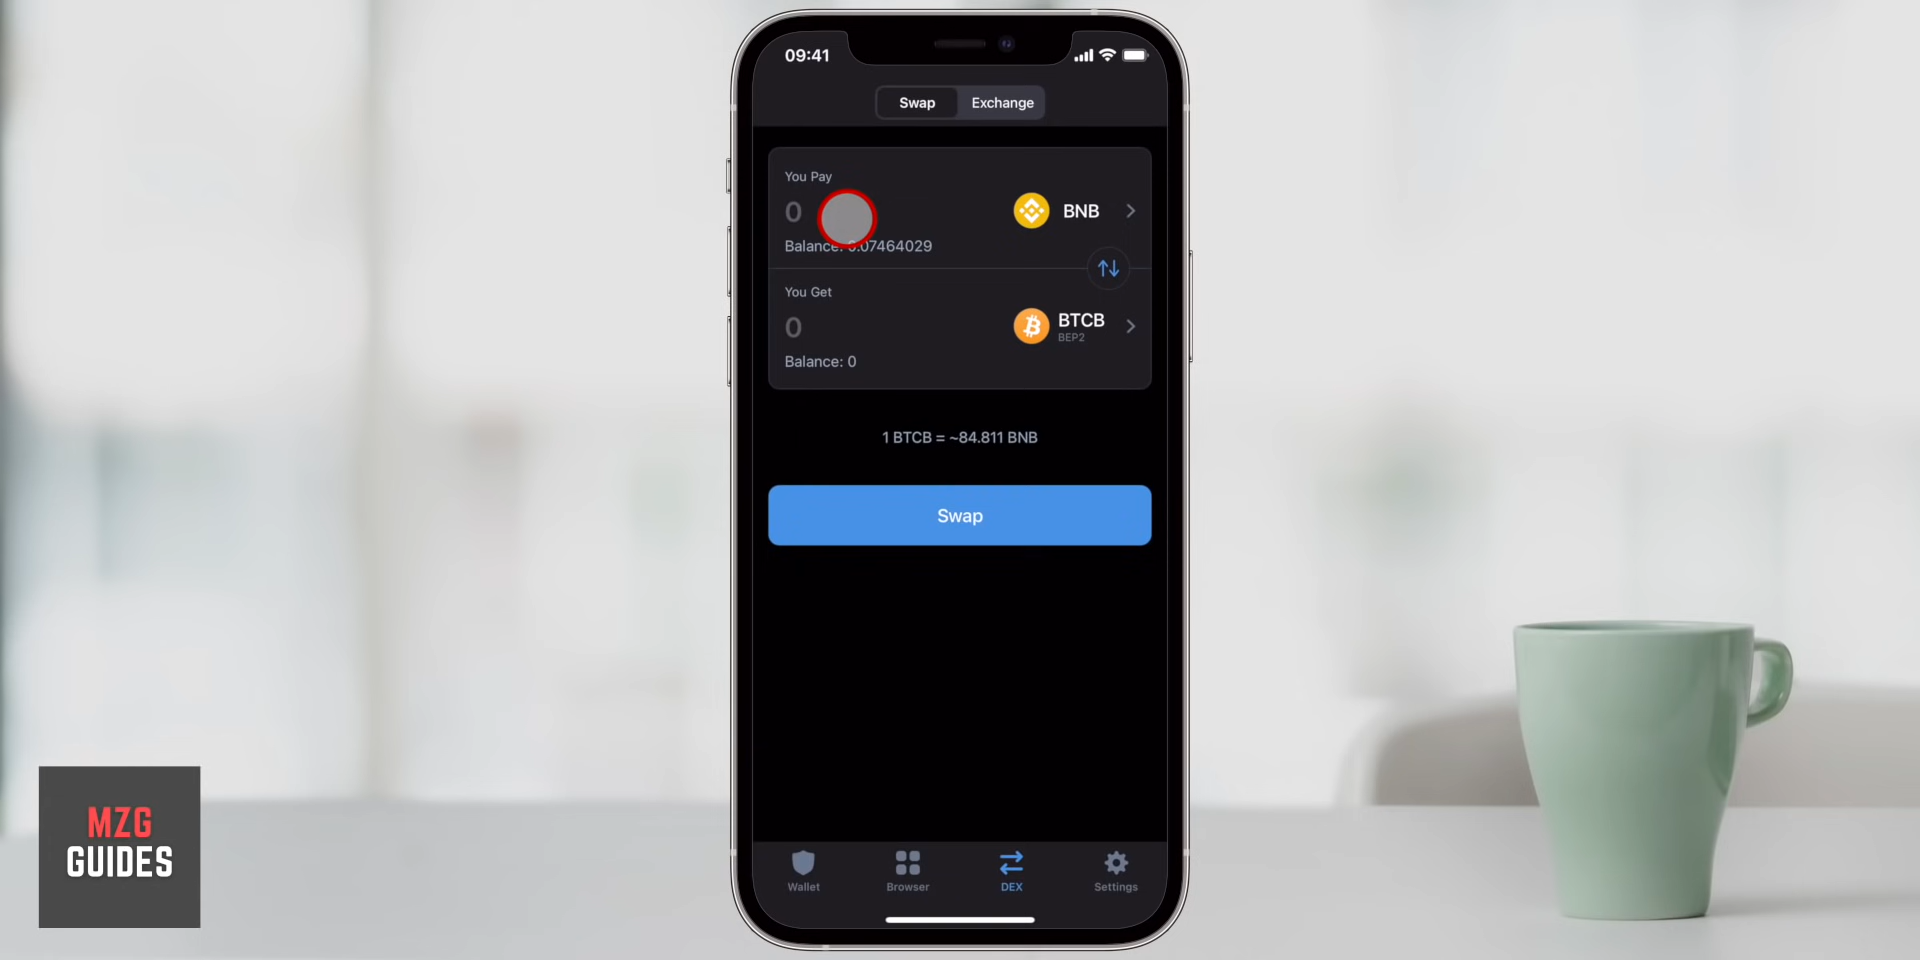 09:41
Swap
Exchange
You Pay
0
BNB
Balance: 0.07464029
You Get
0
BTCB
BEP2
Balance: 0
1 BTCB = ~84.811 BNB
Swap
Wallet
Browser
DEX
Settings
MZG
GUIDES